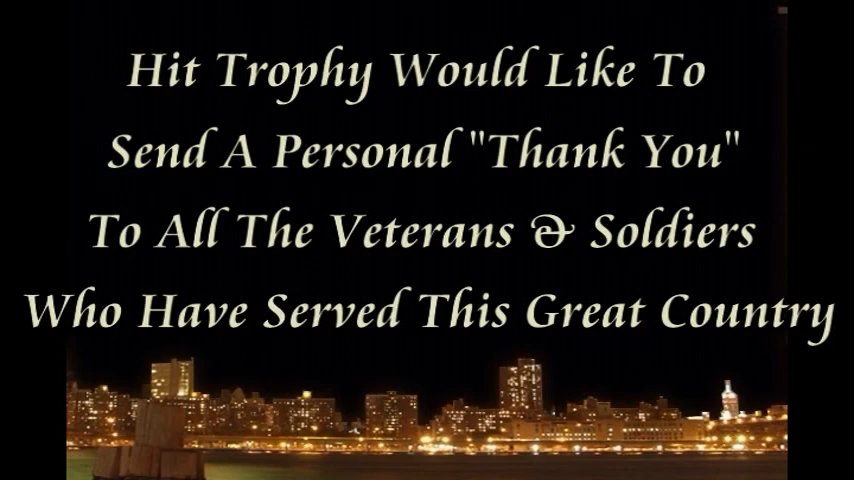 Hit Trophy Would Like To
Send A Personal "Thank You"
To All The Veterans & Soldiers
Who Have Served This Great Country